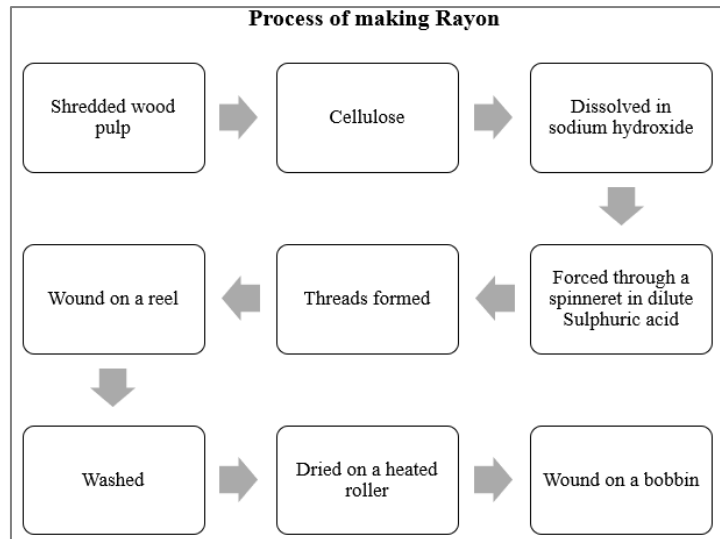 Process of making Rayon
Shredded wood
pulp
Cellulose
Dissolved in
sodium hydroxide
Forced through a
spinneret in dilute
Sulphuric acid
Threads formed
Wound on a reel
Washed
Dried on a heated
roller
Wound on a bobbin